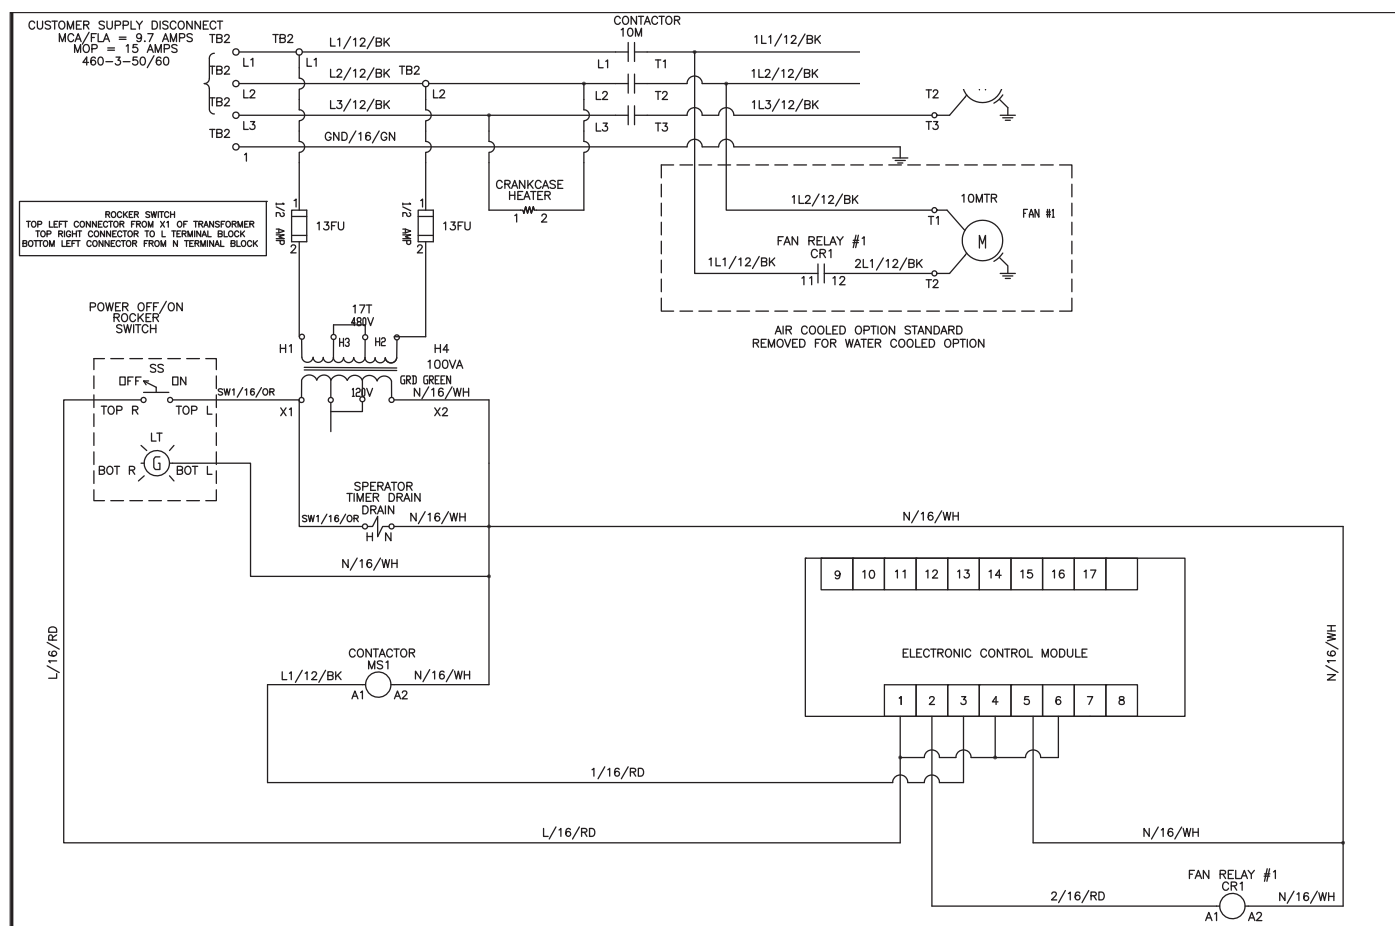 CUSTOMER SUPPLY DISCONNECT
MCA/FLA = 9.7 AMPS
MOP = 15 AMPS
460-3-50/60
TB2
L1
TB2
L1
L1/12/BK
CONTACTOR
10M
L1
T1
1L1/12/BK
TB2
L2
L2/12/BK
TB2
L2
L2
T2
1L2/12/BK
TB2
L3
L3/12/BK
L3
T3
1L3/12/BK
T2
T3
TB2
1
GND/16/GN
CRANKCASE
HEATER
1 2
ROCKER SWITCH
TOP LEFT CONNECTOR FROM X1 OF TRANSFORMER
TOP RIGHT CONNECTOR TO L TERMINAL BLOCK
BOTTOM LEFT CONNECTOR FROM N TERMINAL BLOCK
1/2 AMP
1
2
13FU
1/2 AMP
1
2
13FU
1L2/12/BK
T1
10MTR
FAN #1
M
FAN RELAY #1
CR1
1L1/12/BK
11 12
2L1/12/BK
T2
AIR COOLED OPTION STANDARD
REMOVED FOR WATER COOLED OPTION
POWER OFF/ON
ROCKER
SWITCH
17T
480V
H1
H3
H2
H4
100VA
GRD GREEN
120V
N/16/WH
X1
X2
SS
OFF
ON
TOP R
TOP L
SW1/16/OR
LT
BOT R
G
BOT L
SPERATOR
TIMER DRAIN
DRAIN
SW1/16/OR
H N
N/16/WH
N/16/WH
N/16/WH
9 10 11 12 13 14 15 16 17
ELECTRONIC CONTROL MODULE
1 2 3 4 5 6 7 8
L/16/RD
N/16/WH
CONTACTOR
MS1
L1/12/BK
A1
A2
N/16/WH
1/16/RD
L/16/RD
N/16/WH
FAN RELAY #1
CR1
2/16/RD
A1
A2
N/16/WH